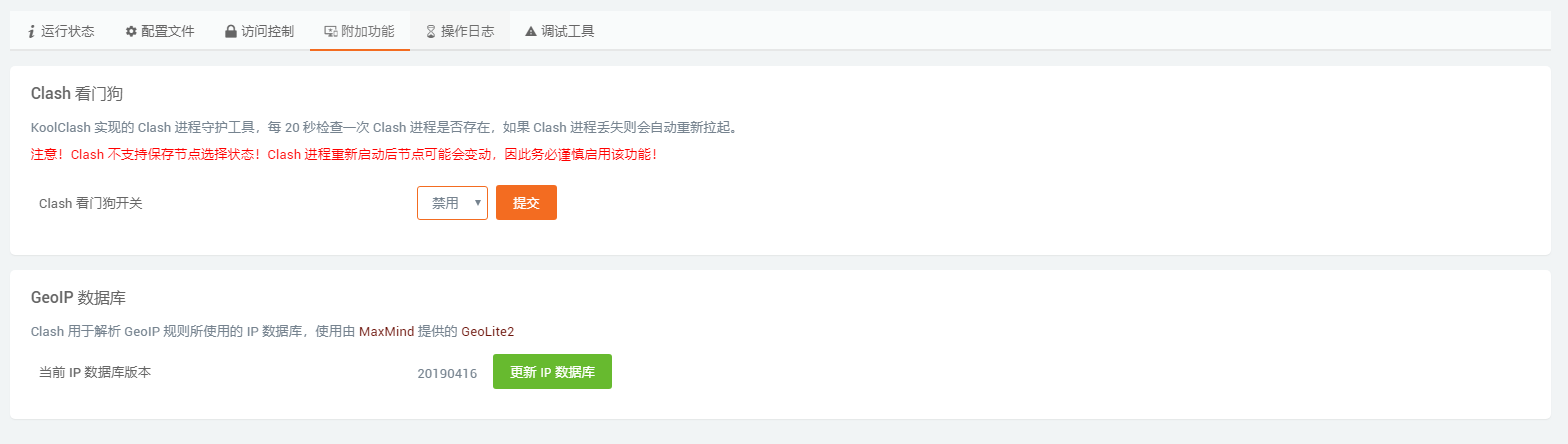 运行状态 配置文件 访问控制 附加功能 操作日志 调试工具
Clash 看门狗
KoolClash 实现的 Clash 进程守护工具，每 20 秒检查一次 Clash 进程是否存在，如果 Clash 进程丢失则会自动重新拉起。
注意！Clash 不支持保存节点选择状态！Clash 进程重新启动后节点可能会变动，因此务必谨慎启用该功能！
Clash 看门狗开关 禁用 提交
GeoIP 数据库
Clash 用于解析 GeoIP 规则所使用的 IP 数据库，使用由 MaxMind 提供的 GeoLite2
当前 IP 数据库版本 20190416 更新 IP 数据库